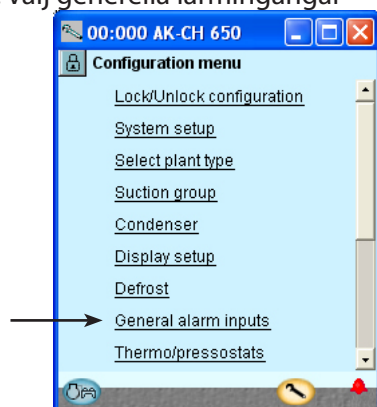 välj generella larmingångar
00:000 AK-CH 650
Configuration menu
Lock/Unlock configuration
System setup
Select plant type
Suction group
Condenser
Display setup
Defrost
General alarm inputs
Thermo/pressostats